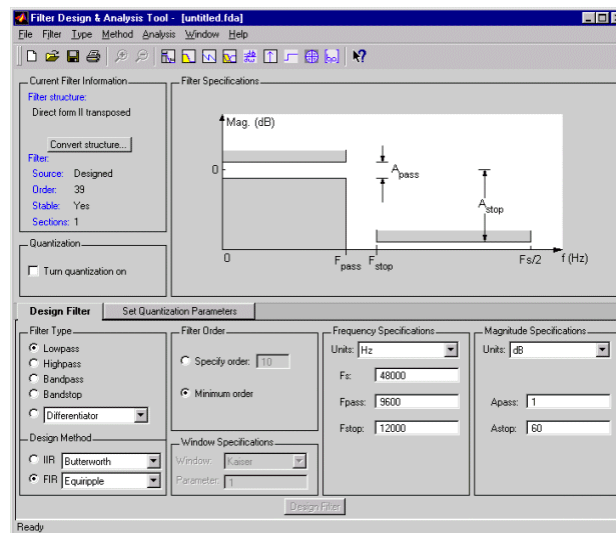 Filter Design & Analysis Tool - [untitled.fda]
File Filter Type Method Analysis Window Help
Current Filter Information
Filter structure:
Direct form II transposed
Convert structure...
Filter:
Source: Designed
Order: 39
Stable: Yes
Sections: 1
Quantization
Turn quantization on
Filter Specifications
Mag. (dB)
0
A pass
A stop
0
F pass
F stop
Fs/2
f (Hz)
Design Filter
Set Quantization Parameters
Filter Type
Lowpass
Highpass
Bandpass
Bandstop
Differentiator
Design Method
IIR Butterworth
FIR Equiripple
Filter Order
Specify order: 10
Minimum order
Window Specifications
Window: Kaiser
Parameter: 1
Frequency Specifications
Units: Hz
Fs: 48000
Fpass: 9600
Fstop: 12000
Magnitude Specifications
Units: dB
Apass: 1
Astop: 60
Design Filter
Ready